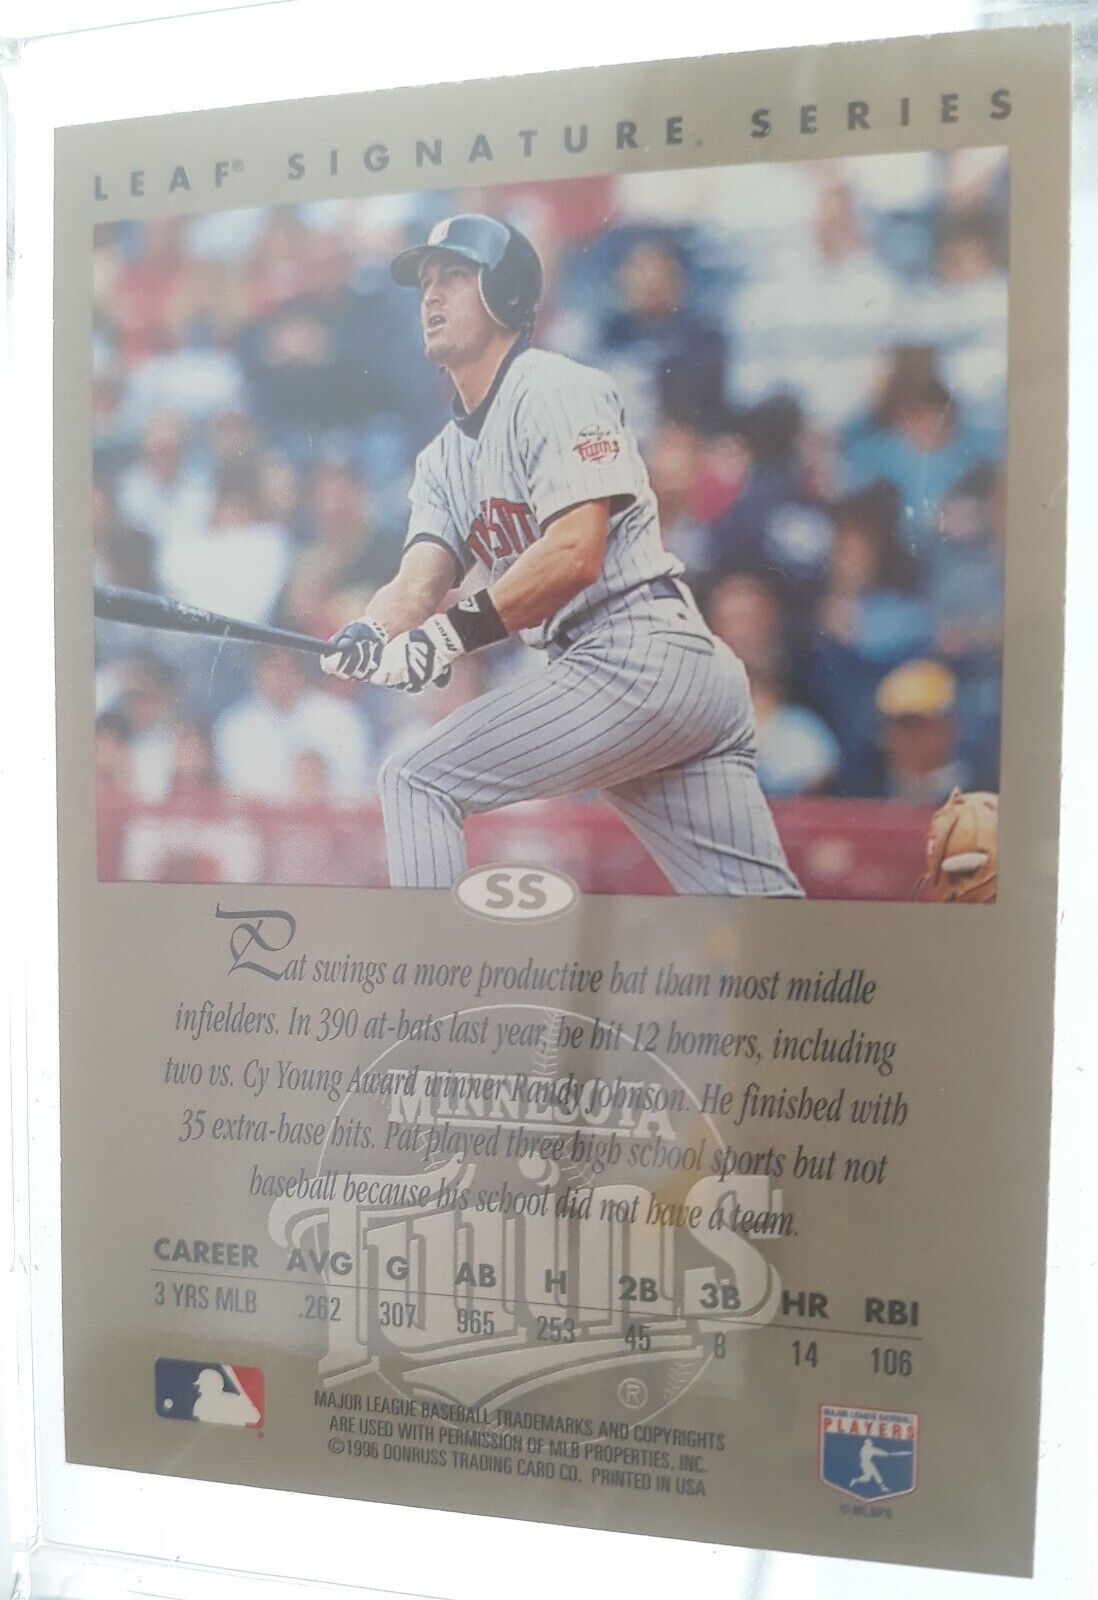 LEAF® SIGNATURE™ SERIES
Twins
SS
Pat swings a more productive bat than most middle
infielders. In 390 at-bats last year, he hit 12 homers, including
two vs. Cy Young Award winner Randy Johnson. He finished with
35 extra-base hits. Pat played three high school sports but not
baseball because his school did not have a team.
MINNESOTA
Twins
®
CAREER AVG G AB H 2B 3B HR RBI
3 YRS MLB .262 307 965 253 45 8 14 106
MAJOR LEAGUE BASEBALL TRADEMARKS AND COPYRIGHTS
ARE USED WITH PERMISSION OF MLB PROPERTIES, INC.
©1996 DONRUSS TRADING CARD CO. PRINTED IN USA
MAJOR LEAGUE BASEBALL
PLAYERS
©MLBPA